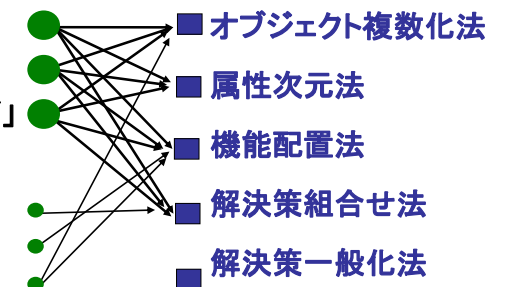 」
オブジェクト複数化法
属性次元法
機能配置法
解決策組合せ法
解決策一般化法